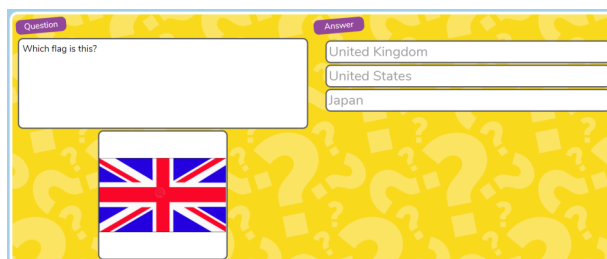 Question
Answer
Which flag is this?
United Kingdom
United States
Japan